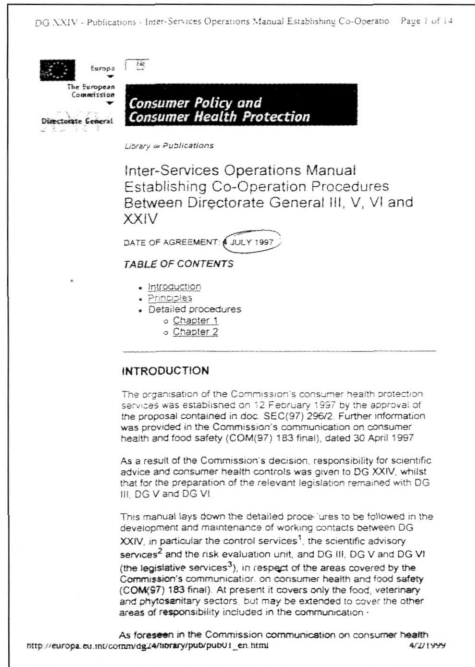 DG XXIV - Publications - Inter-Services Operations Manual Establishing Co-Operatio Page 1 of 14
Europa
The European
Commission
Directorate General
Consumer Policy and
Consumer Health Protection
Library Publications
Inter-Services Operations Manual
Establishing Co-Operation Procedures
Between Directorate General III, V, VI and
XXIV
DATE OF AGREEMENT: 4 JULY 1997
TABLE OF CONTENTS
• Introduction
• Principles
• Detailed procedures
o Chapter 1
o Chapter 2
INTRODUCTION
The organisation of the Commission's consumer health protection
services was established on 12 February 1997 by the approval of
the proposal contained in doc. SEC(97) 296/2. Further information
was provided in the Commission's communication on consumer
health and food safety (COM(97) 183 final), dated 30 April 1997
As a result of the Commission's decision, responsibility for scientific
advice and consumer health controls was given to DG XXIV, whilst
that for the preparation of the relevant legislation remained with DG
III, DG V and DG VI
This manual lays down the detailed procedures to be followed in the
development and maintenance of working contacts between DG
XXIV, in particular the control services1, the scientific advisory
services2 and the risk evaluation unit, and DG III, DG V and DG VI
(the legislative services3), in respect of the areas covered by the
Commission's communication on consumer health and food safety
(COM(97) 183 final). At present it covers only the food, veterinary
and phytosanitary sectors, but may be extended to cover the other
areas of responsibility included in the communication
As foreseen in the Commission communication on consumer health
http://europa.eu.int/comm/dg24/library/pub/pub01_en.html 4/2/1999